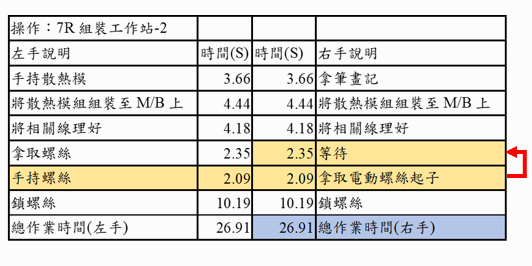 操作：7R 組裝工作站-2
左手說明 時間(S) 時間(S) 右手說明
手持散熱模 3.66 3.66 拿筆畫記
將散熱模組組裝至 M/B 上 4.44 4.44 將散熱模組組裝至 M/B 上
將相關線理好 4.18 4.18 將相關線理好
拿取螺絲 2.35 2.35 等待
手持螺絲 2.09 2.09 拿取電動螺絲起子
鎖螺絲 10.19 10.19 鎖螺絲
總作業時間(左手) 26.91 26.91 總作業時間(右手)